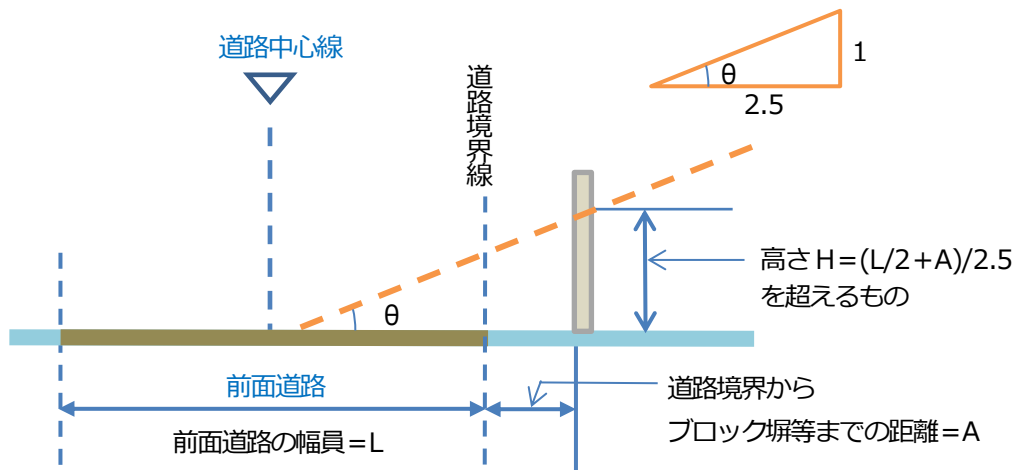 道路中心線
道路境界線
θ
1
2.5
θ
高さH=(L/2+A)/2.5
を超えるもの
前面道路
前面道路の幅員=L
道路境界から
ブロック塀等までの距離=A